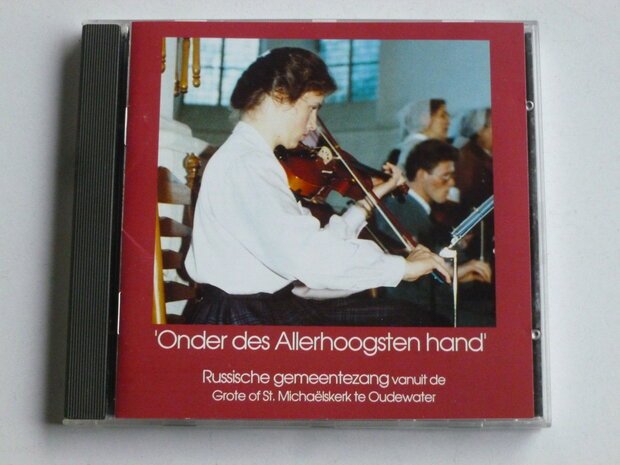 'Onder des Allerhoogsten hand'
Russische gemeentezang vanuit de
Grote of St. Michaëlskerk te Oudewater